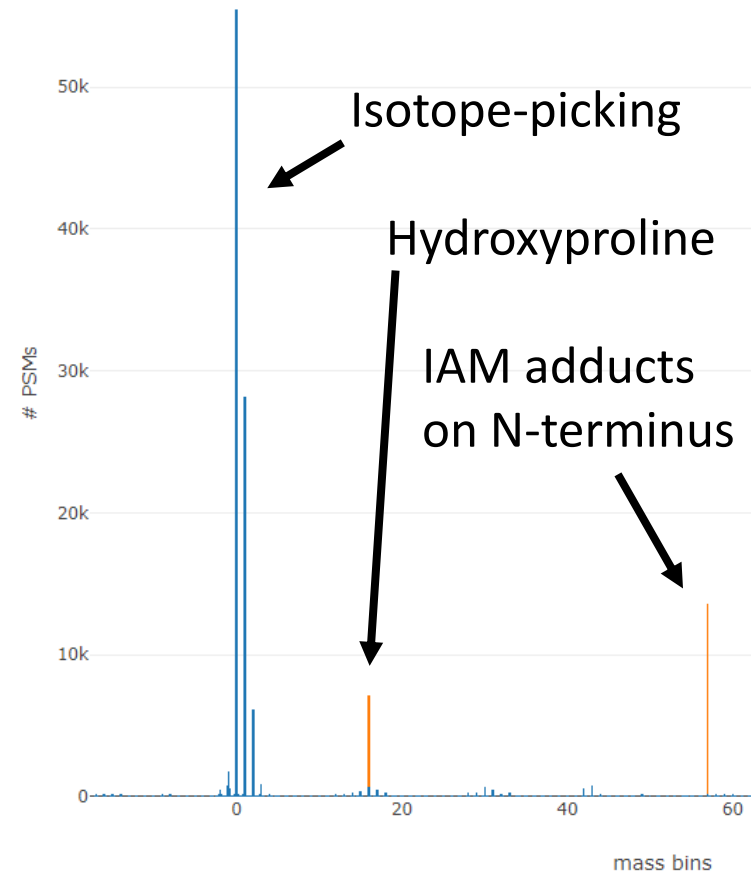 50k
Isotope-picking
40k
Hydroxyproline
30k
IAM adducts
on N-terminus
# PSMs
20k
10k
0
0
20
40
60
mass bins